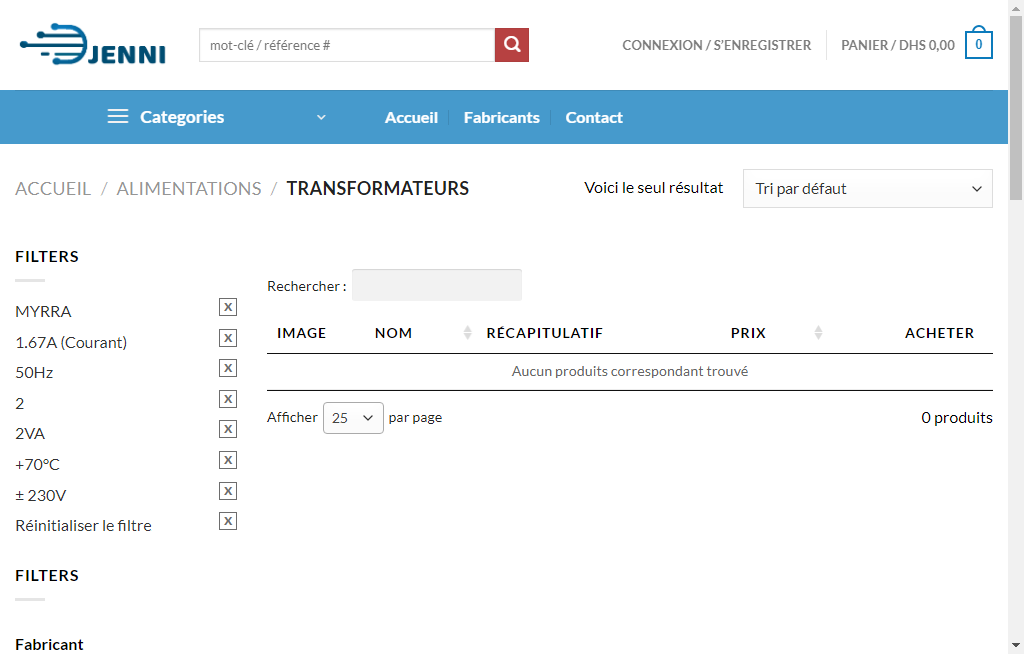 JENNI
mot-clé / référence #
CONNEXION / S'ENREGISTRER
PANIER / DHS 0,00
0
Categories
Accueil
Fabricants
Contact
ACCUEIL / ALIMENTATIONS / TRANSFORMATEURS
Voici le seul résultat
Tri par défaut
FILTERS
MYRRA X
1.67A (Courant) X
50Hz X
2 X
2VA X
+70°C X
± 230V X
Réinitialiser le filtre X
FILTERS
Fabricant
Rechercher :
IMAGE NOM RÉCAPITULATIF PRIX ACHETER
Aucun produits correspondant trouvé
Afficher 25 par page
0 produits